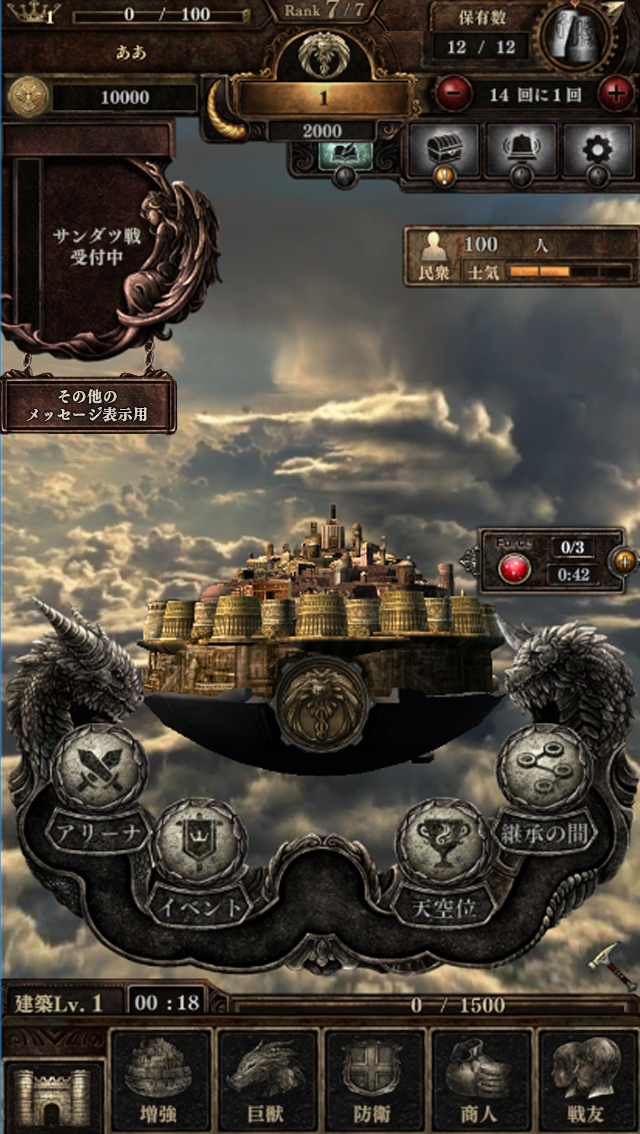 1
0 / 100
Rank 7 / 7
保有数
12 / 12
ああ
10000
1
2000
14 回に1回
サンダツ戦
受付中
100 人
民衆 士気
その他の
メッセージ表示用
Force 0/3
0:42
アリーナ
継承の間
イベント
天空位
建築Lv. 1 00 : 18 0 / 1500
増強 巨獣 防衛 商人 戦友